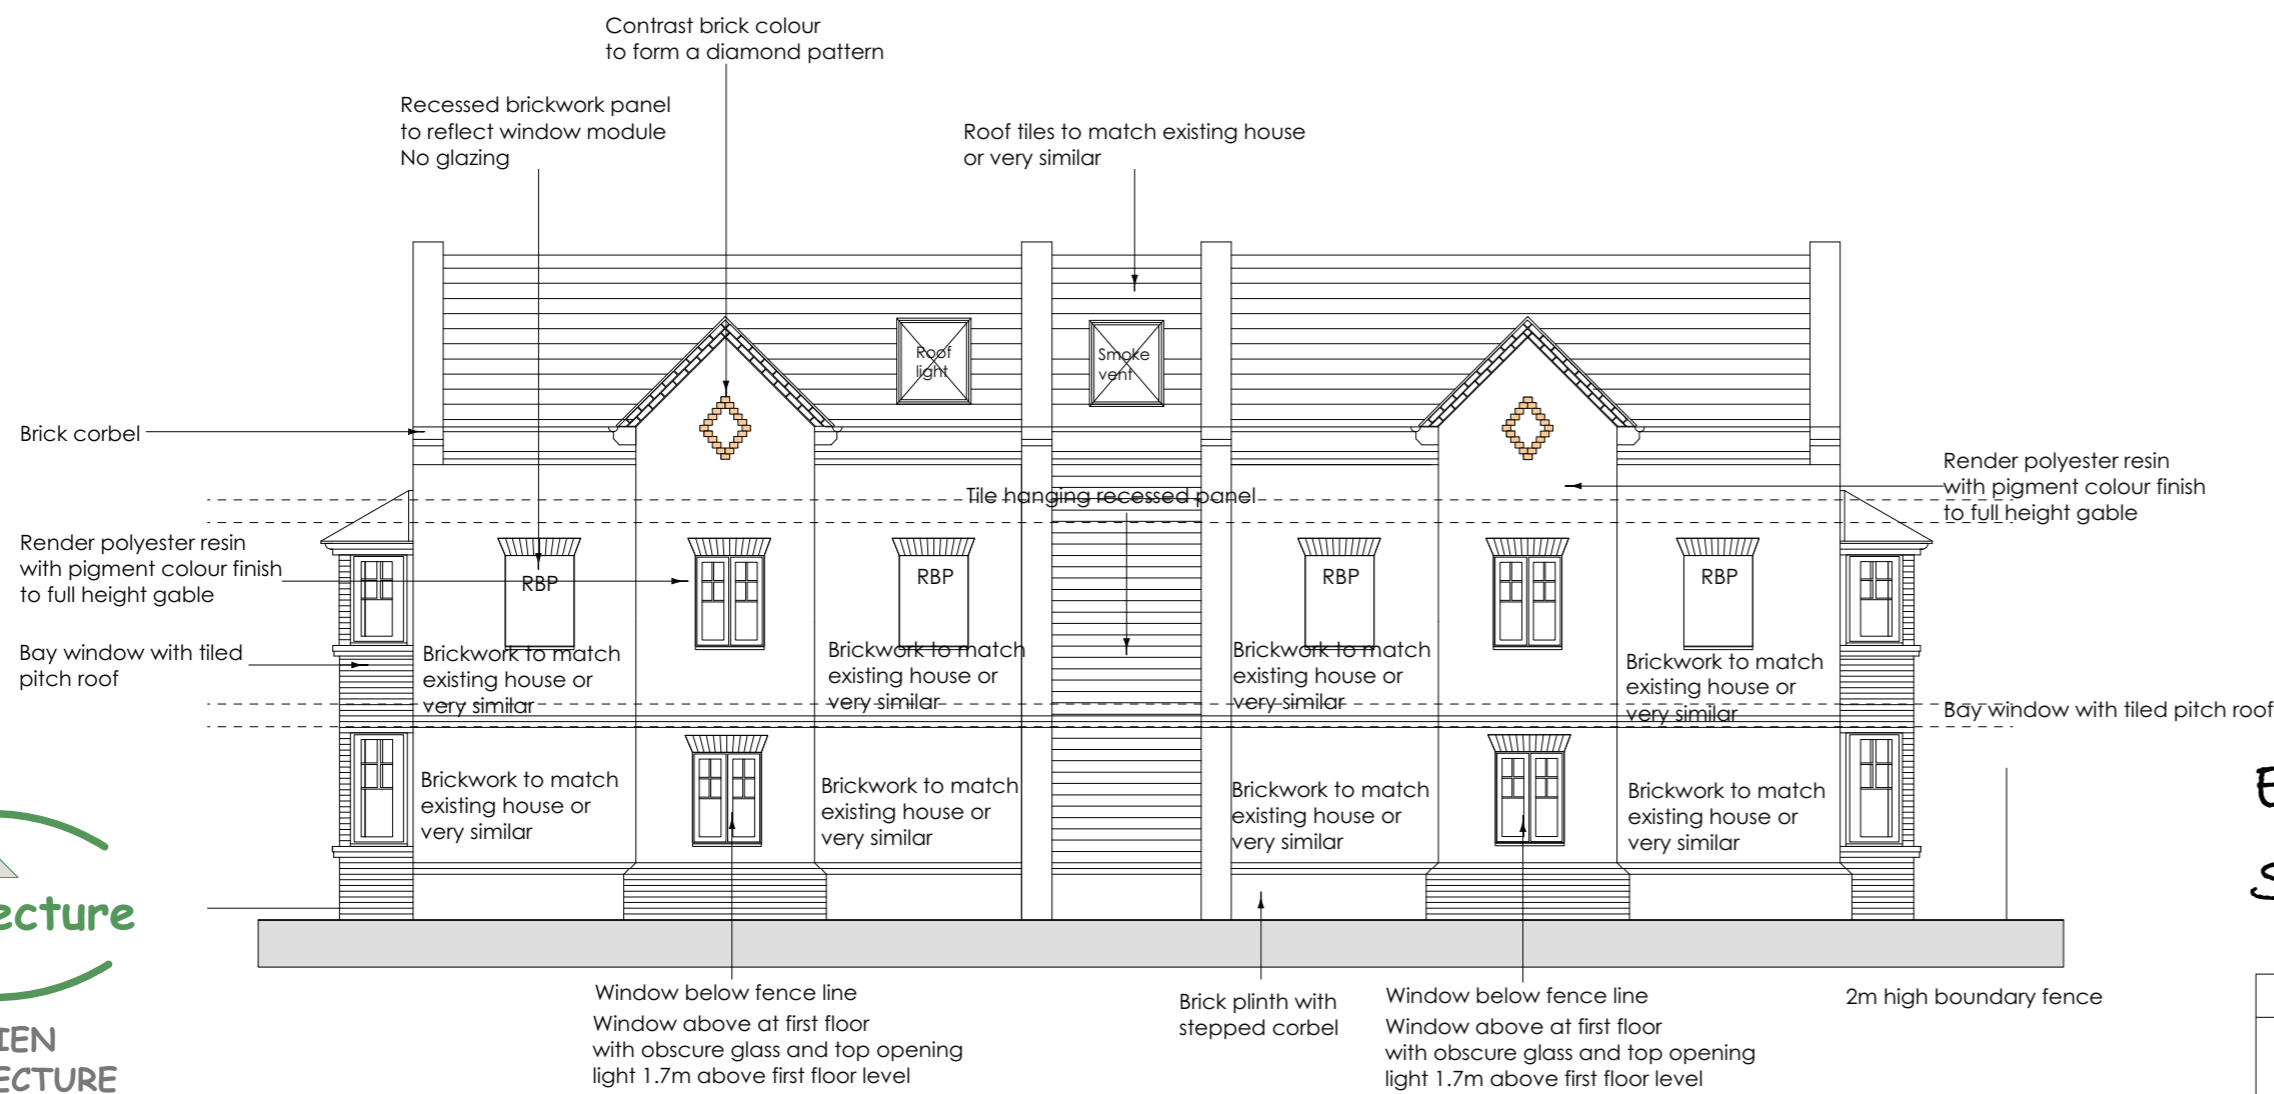 Contrast brick colour
to form a diamond pattern
Recessed brickwork panel
to reflect window module
No glazing
Roof tiles to match existing house
or very similar
Roof
light
Smoke
vent
Brick corbel
Render polyester resin
with pigment colour finish
to full height gable
Tile hanging recessed panel
Render polyester resin
with pigment colour finish
to full height gable
RBP
RBP
RBP
RBP
Bay window with tiled
pitch roof
Brickwork to match
existing house or
very similar
Brickwork to match
existing house or
very similar
Brickwork to match
existing house or
very similar
Brickwork to match
existing house or
very similar
Bay window with tiled pitch roof
Brickwork to match
existing house or
very similar
Brickwork to match
existing house or
very similar
Brickwork to match
existing house or
very similar
Brickwork to match
existing house or
very similar
ecture
IEN
ECTURE
Window below fence line
Window above at first floor
with obscure glass and top opening
light 1.7m above first floor level
Brick plinth with
stepped corbel
Window below fence line
Window above at first floor
with obscure glass and top opening
light 1.7m above first floor level
2m high boundary fence